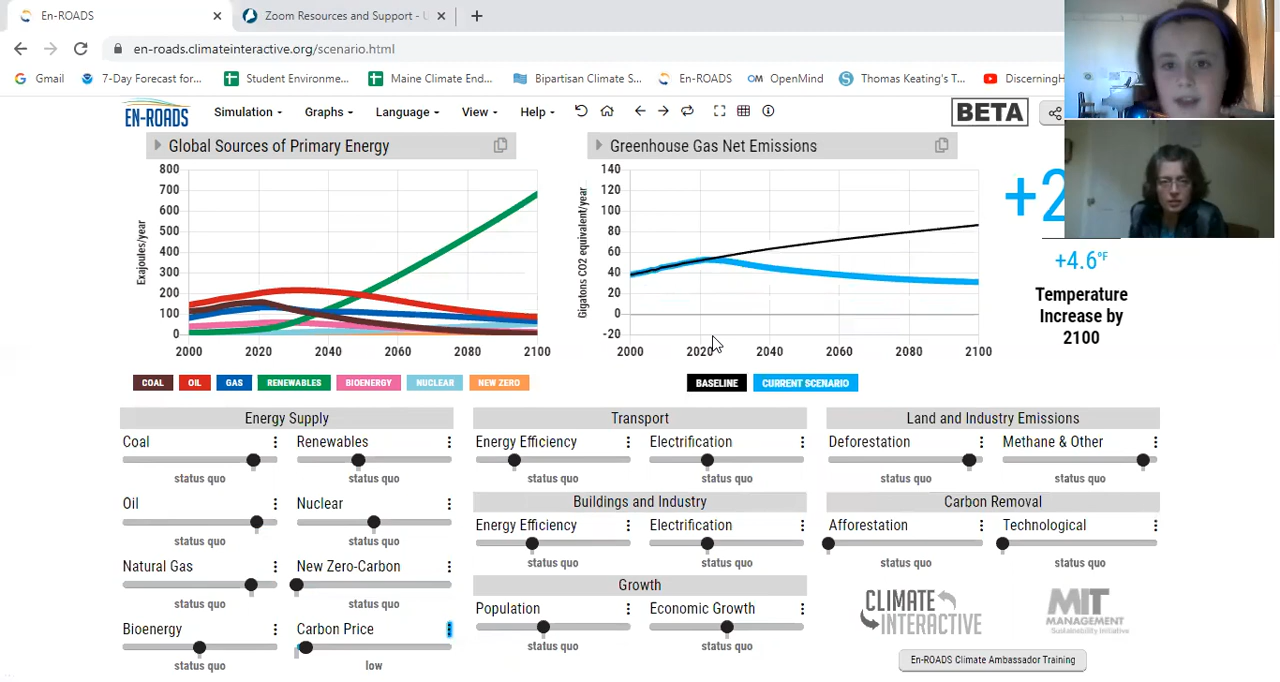 En-ROADS
Zoom Resources and Support - U
en-roads.climateinteractive.org/scenario.html
Gmail
7-Day Forecast for...
Student Environme...
Maine Climate End...
Bipartisan Climate S...
En-ROADS
OM OpenMind
Thomas Keating's T...
DiscerningH
EN-ROADS
Simulation
Graphs
Language
View
Help
BETA
Global Sources of Primary Energy
800
700
600
500
400
300
200
100
0
Exajoules/year
2000 2020 2040 2060 2080 2100
COAL OIL GAS RENEWABLES BIOENERGY NUCLEAR NEW ZERO
Greenhouse Gas Net Emissions
140
120
100
80
60
40
20
0
-20
Gigatons CO2 equivalent/year
2000 2020 2040 2060 2080 2100
BASELINE CURRENT SCENARIO
+2
+4.6°F
Temperature
Increase by
2100
Energy Supply
Coal
status quo
Renewables
status quo
Oil
status quo
Nuclear
status quo
Natural Gas
status quo
New Zero-Carbon
status quo
Bioenergy
status quo
Carbon Price
low
Transport
Energy Efficiency
status quo
Electrification
status quo
Buildings and Industry
Energy Efficiency
status quo
Electrification
status quo
Growth
Population
status quo
Economic Growth
status quo
Land and Industry Emissions
Deforestation
status quo
Methane & Other
status quo
Carbon Removal
Afforestation
status quo
Technological
status quo
CLIMATE
INTERACTIVE
MIT
MANAGEMENT
Sustainability Initiative
En-ROADS Climate Ambassador Training